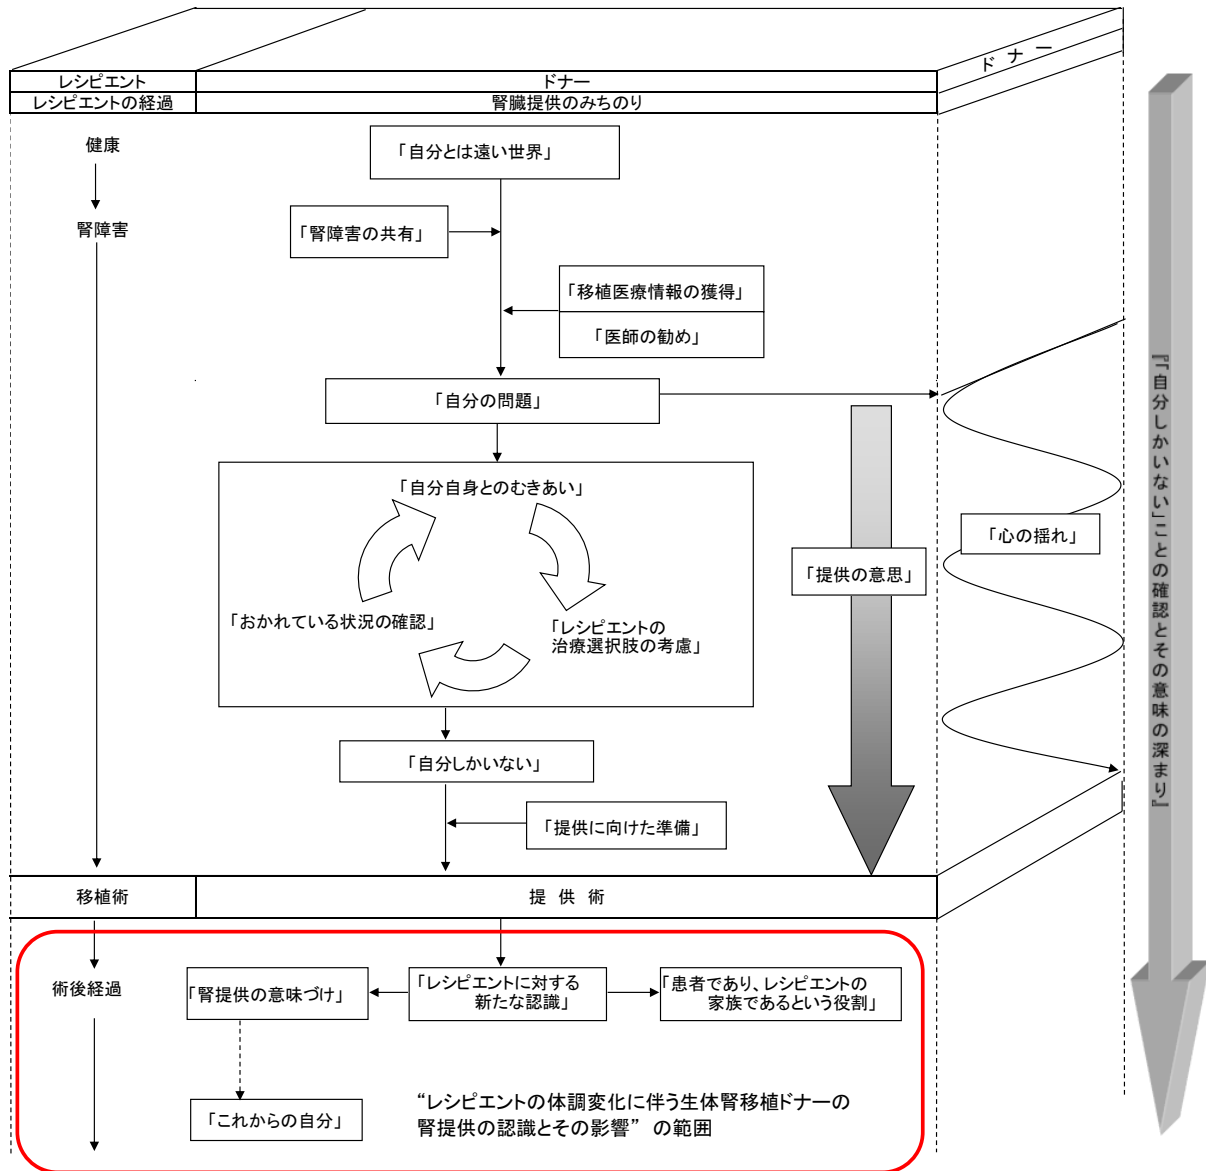 ドナー
レシピエント
ドナー
レシピエントの経過
腎臓提供のみちのり
健康
「自分とは遠い世界」
腎障害
「腎障害の共有」
「移植医療情報の獲得」
「医師の勧め」
「自分の問題」
「自分自身とのむきあい」
「おかれている状況の確認」
「レシピエントの
治療選択肢の考慮」
「提供の意思」
「心の揺れ」
『「自分しかいない」ことの確認とその意味の深まり』
「自分しかいない」
「提供に向けた準備」
移植術
提 供 術
術後経過
「腎提供の意味づけ」
「レシピエントに対する
新たな認識」
「患者であり、レシピエントの
家族であるという役割」
「これからの自分」
“レシピエントの体調変化に伴う生体腎移植ドナーの
腎提供の認識とその影響” の範囲